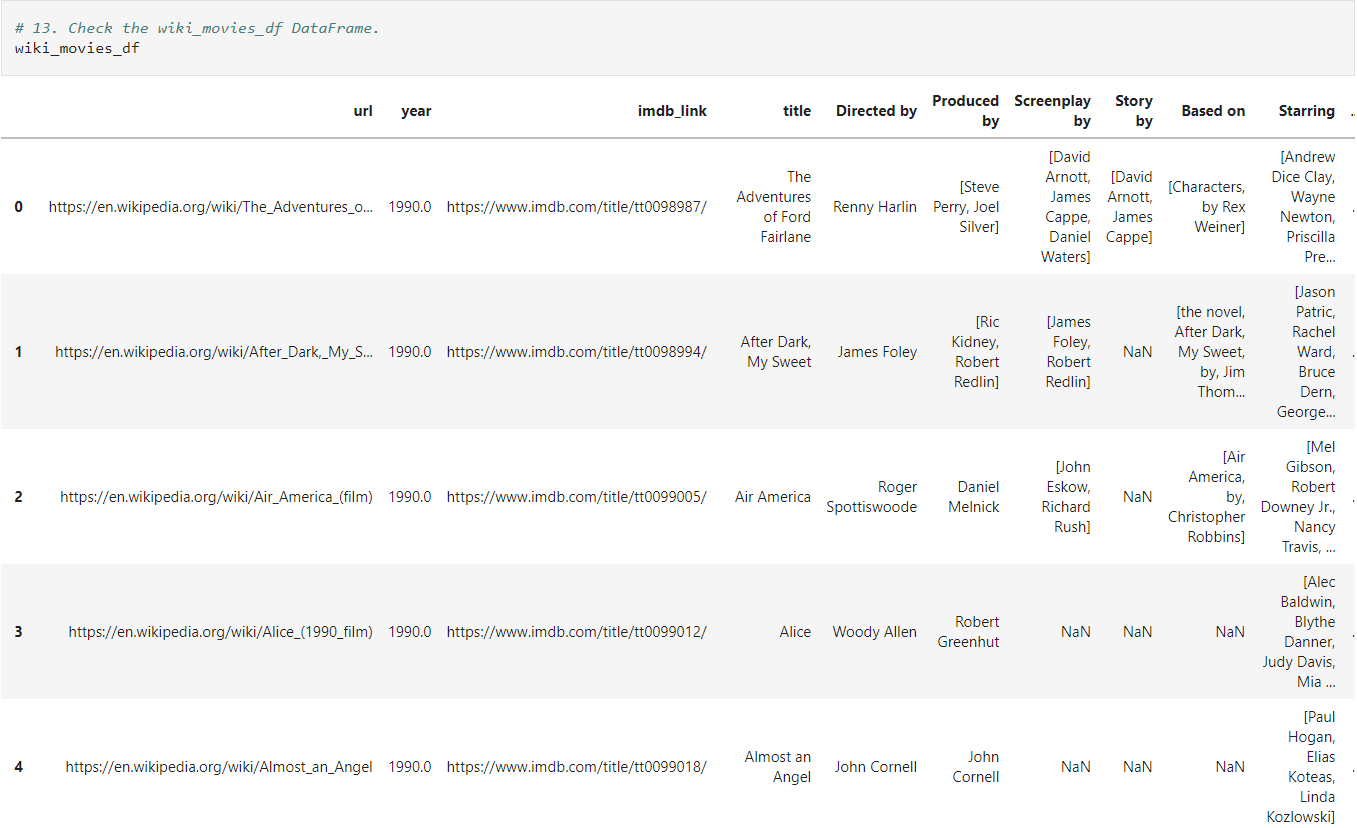 # 13. Check the wiki_movies_df DataFrame.
wiki_movies_df
url year imdb_link title Directed by Produced by Screenplay by Story by Based on Starring ..
0 https://en.wikipedia.org/wiki/The_Adventures_o... 1990.0 https://www.imdb.com/title/tt0098987/ The Adventures of Ford Fairlane Renny Harlin [Steve Perry, Joel Silver] [David Arnott, James Cappe, Daniel Waters] [David Arnott, James Cappe] [Characters, by Rex Weiner] [Andrew Dice Clay, Wayne Newton, Priscilla Pre... .
1 https://en.wikipedia.org/wiki/After_Dark,_My_S... 1990.0 https://www.imdb.com/title/tt0098994/ After Dark, My Sweet James Foley [Ric Kidney, Robert Redlin] [James Foley, Robert Redlin] NaN [the novel, After Dark, My Sweet, by, Jim Thom... [Jason Patric, Rachel Ward, Bruce Dern, George... .
2 https://en.wikipedia.org/wiki/Air_America_(film) 1990.0 https://www.imdb.com/title/tt0099005/ Air America Roger Spottiswoode Daniel Melnick [John Eskow, Richard Rush] NaN [Air America, by, Christopher Robbins] [Mel Gibson, Robert Downey Jr., Nancy Travis, ... .
3 https://en.wikipedia.org/wiki/Alice_(1990_film) 1990.0 https://www.imdb.com/title/tt0099012/ Alice Woody Allen Robert Greenhut NaN NaN NaN [Alec Baldwin, Blythe Danner, Judy Davis, Mia ... .
4 https://en.wikipedia.org/wiki/Almost_an_Angel 1990.0 https://www.imdb.com/title/tt0099018/ Almost an Angel John Cornell John Cornell NaN NaN NaN [Paul Hogan, Elias Koteas, Linda Kozlowski] .